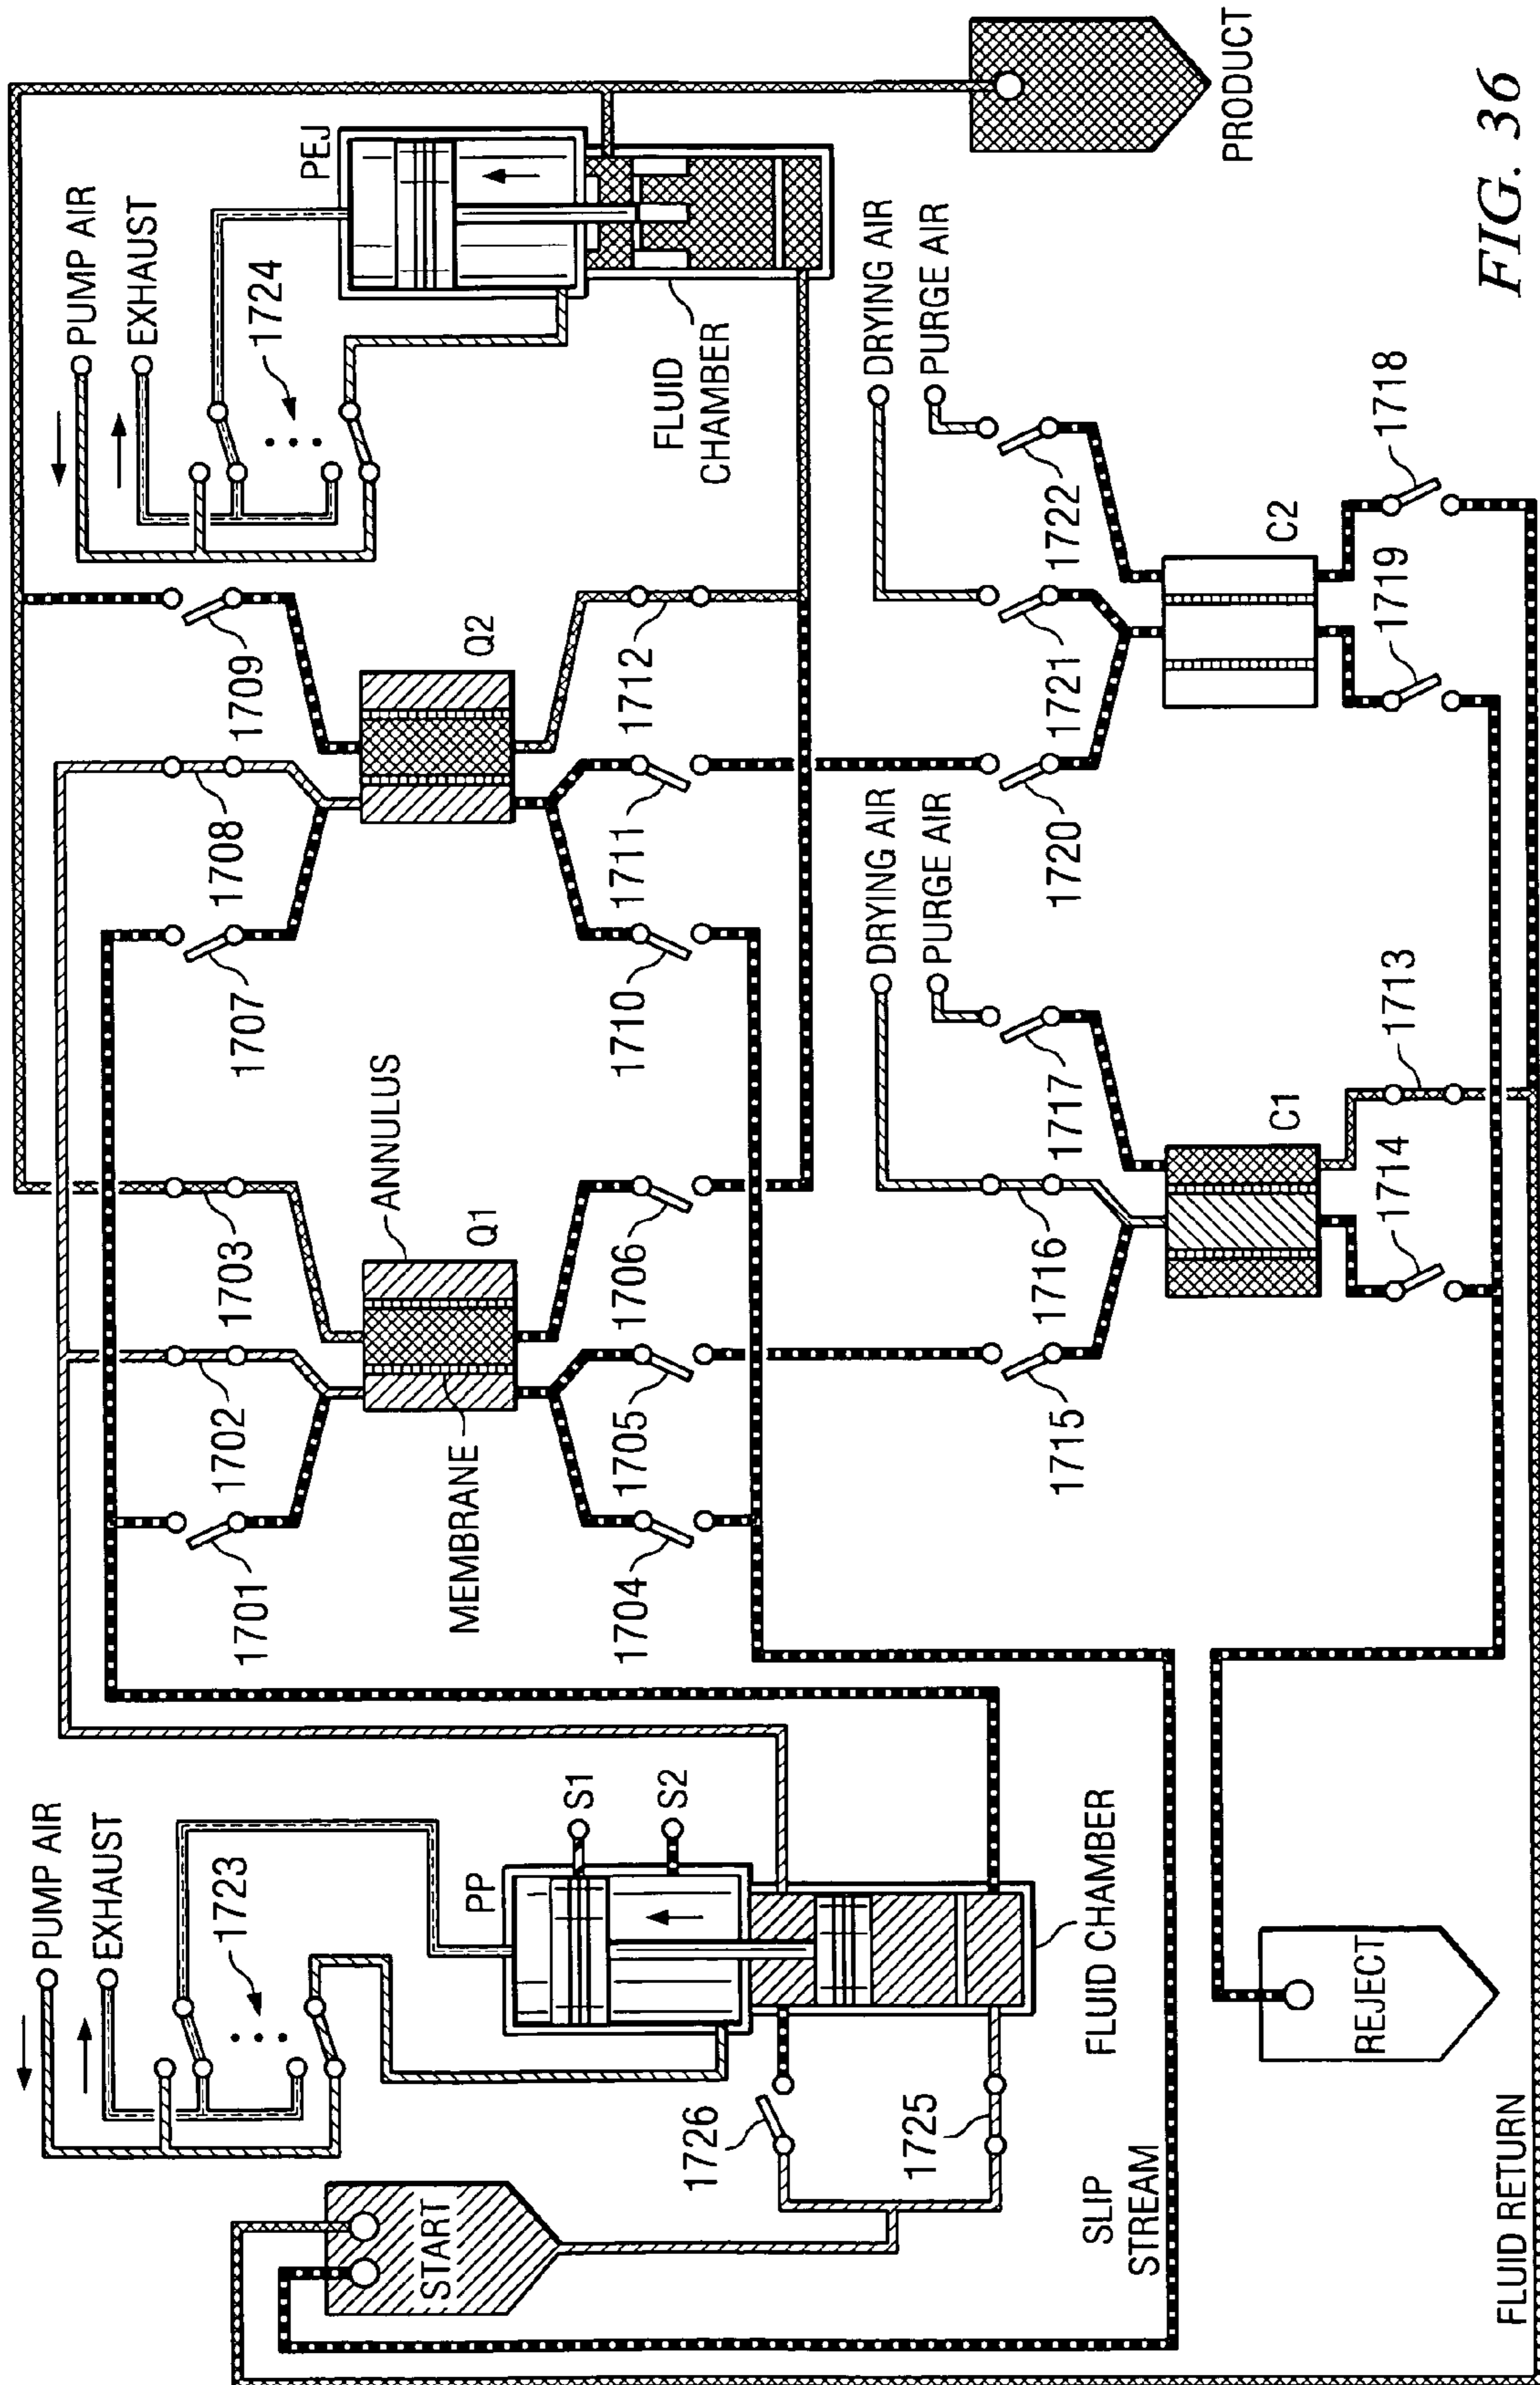 PUMP AIR
EXHAUST
1723
PP
S1
S2
START
1726
1725
FLUID CHAMBER
SLIP
STREAM
REJECT
FLUID RETURN
1701
1702
1703
MEMBRANE
ANNULUS
Q1
1704
1705
1706
1707
1708
1709
Q2
1710
1711
1712
PUMP AIR
EXHAUST
1724
PEJ
FLUID
CHAMBER
PRODUCT
DRYING AIR
PURGE AIR
1715
1716
1717
C1
1714
1713
DRYING AIR
PURGE AIR
1720
1721
1722
C2
1719
1718
FIG. 36